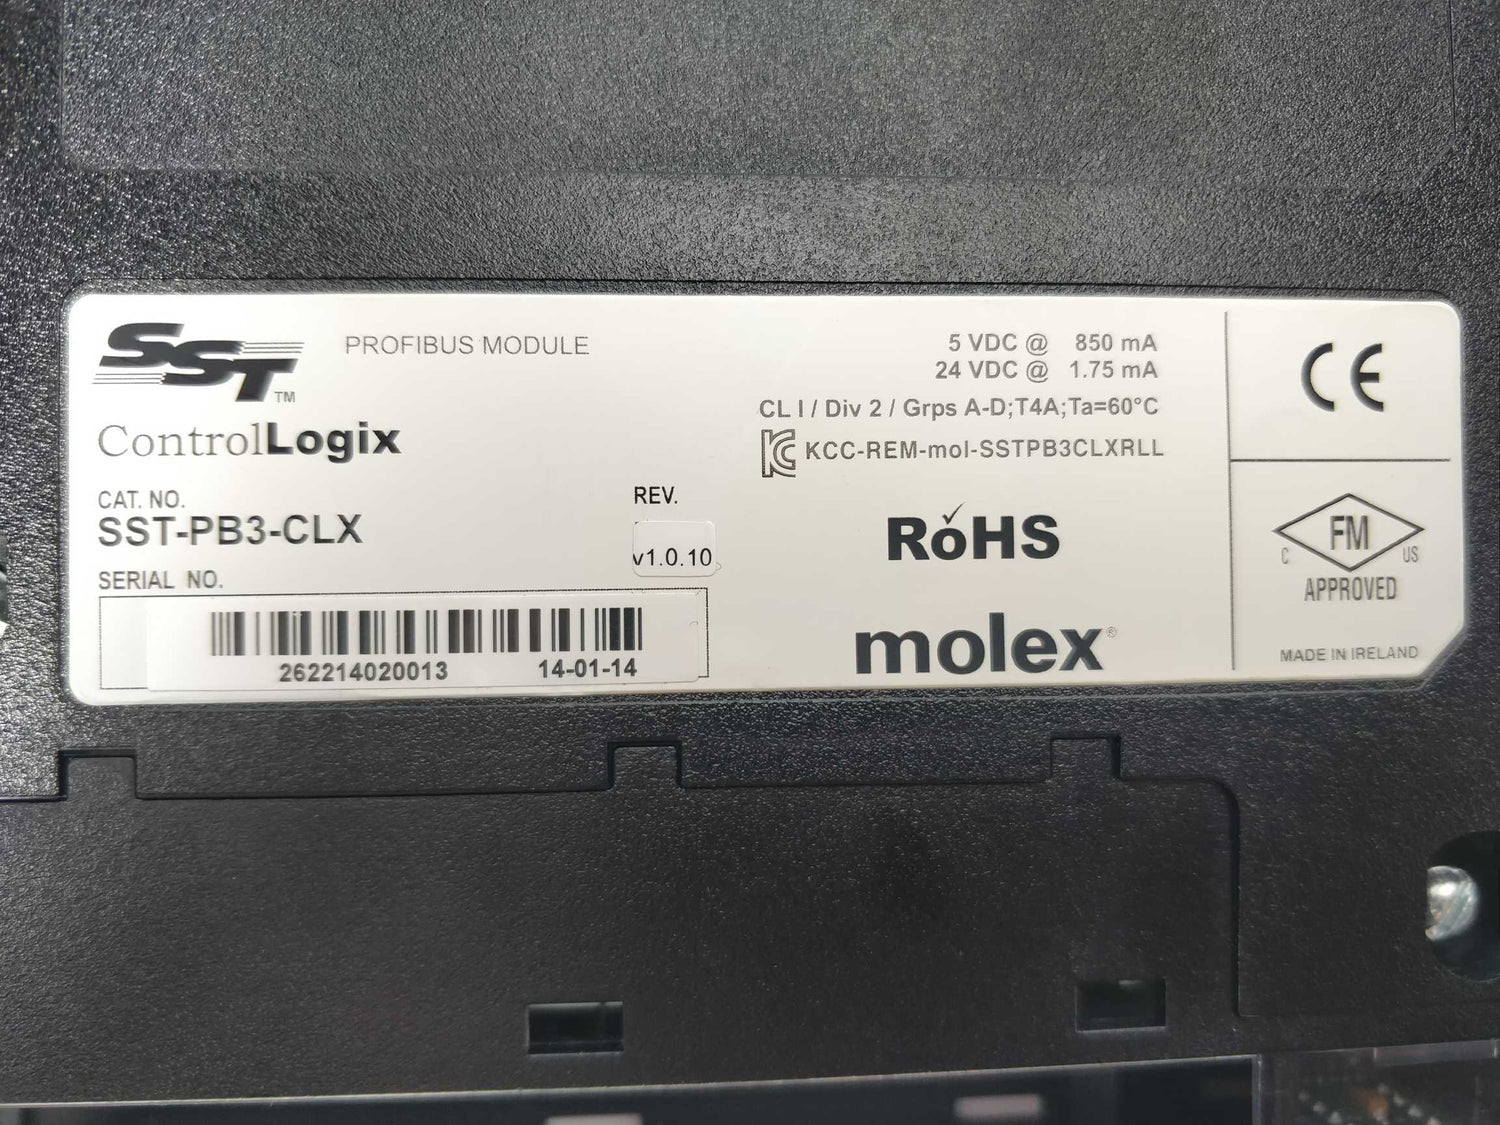 SST™
PROFIBUS MODULE
ControlLogix
CAT. NO.
SST-PB3-CLX
REV.
v1.0.10
SERIAL NO.
262214020013 14-01-14
5 VDC @ 850 mA
24 VDC @ 1.75 mA
CL I / Div 2 / Grps A-D;T4A;Ta=60°C
KCC-REM-mol-SSTPB3CLXRLL
RoHS
molex®
CE
C FM US
APPROVED
MADE IN IRELAND